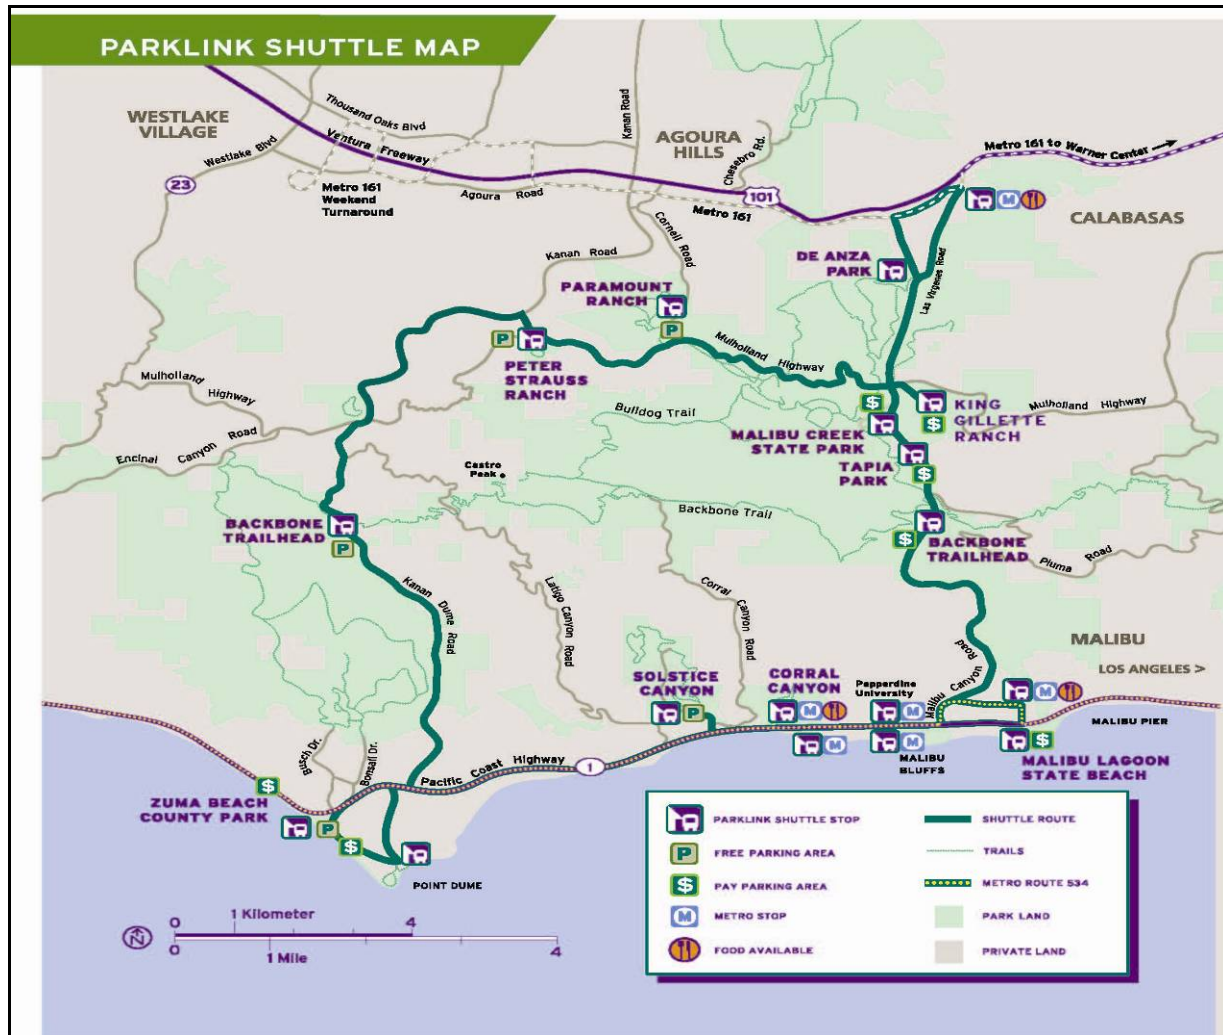 PARKLINK SHUTTLE MAP
WESTLAKE
VILLAGE
Thousand Oaks Blvd
Ventura Freeway
Westlake Blvd
23
Metro 161
Weekend
Turnaround
Agoura Road
Kanan Road
AGOURA
HILLS
Chesebro Rd.
Metro 161
101
Metro 161 to Warner Center
CALABASAS
M
Cornell Road
Kanan Road
DE ANZA
PARK
Las Virgenes Road
PARAMOUNT
RANCH
P
P
PETER
STRAUSS
RANCH
Mulholland Highway
Mulholland
Highway
Encinal Canyon Road
Bulldog Trail
$
MALIBU CREEK
STATE PARK
KING
GILLETTE
RANCH
$
Mulholland Highway
TAPIA
PARK
$
Castro
Peak
Backbone Trail
BACKBONE
TRAILHEAD
P
$
BACKBONE
TRAILHEAD
Piuma Road
Kanan Dume Road
Latigo Canyon Road
Corral Canyon Road
MALIBU
LOS ANGELES >
Malibu Canyon Road
SOLSTICE
CANYON
P
CORRAL
CANYON
M
M
Pepperdine
University
M
M
MALIBU
BLUFFS
M
MALIBU PIER
$
MALIBU LAGOON
STATE BEACH
Busch Dr.
Bonsall Dr.
Pacific Coast Highway
1
$
ZUMA BEACH
COUNTY PARK
P
$
POINT DUME
N
1 Kilometer
0 4
0 4
1 Mile
PARKLINK SHUTTLE STOP
P FREE PARKING AREA
$ PAY PARKING AREA
M METRO STOP
FOOD AVAILABLE
SHUTTLE ROUTE
TRAILS
METRO ROUTE 534
PARK LAND
PRIVATE LAND